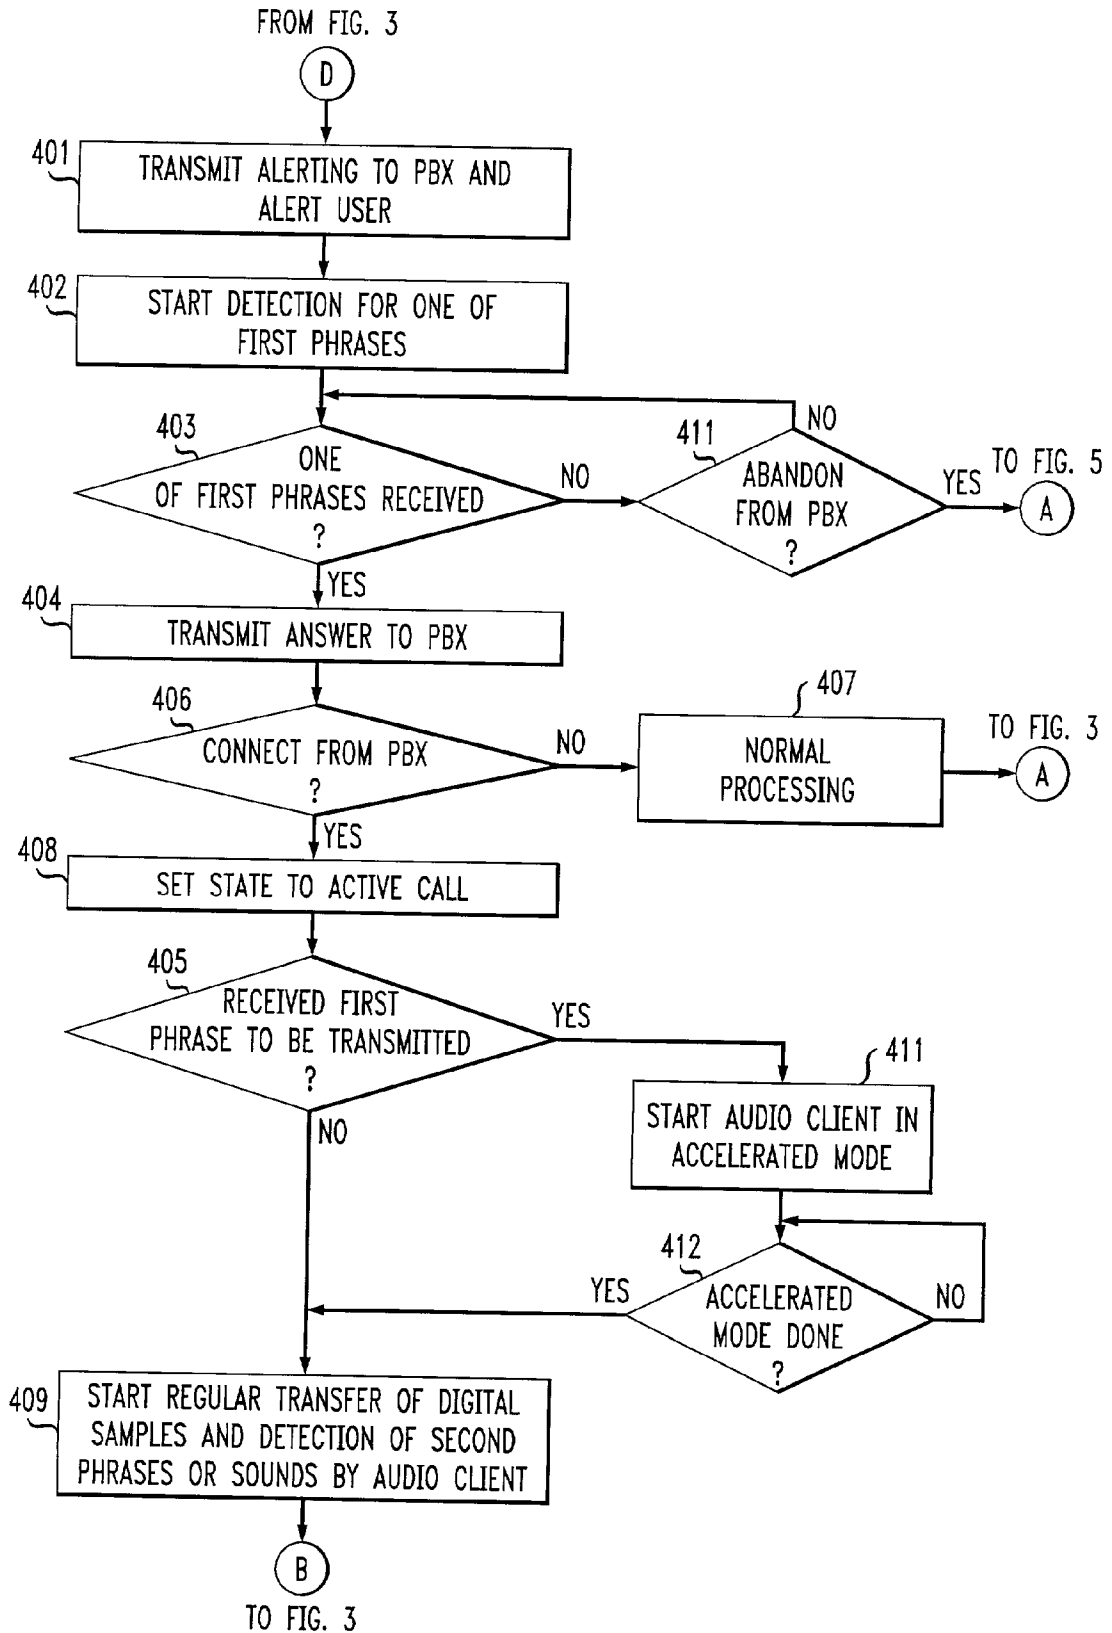 FROM FIG. 3
D
401
TRANSMIT ALERTING TO PBX AND
ALERT USER
402
START DETECTION FOR ONE OF
FIRST PHRASES
403
ONE
OF FIRST PHRASES RECEIVED
?
NO
YES
411
ABANDON
FROM PBX
?
NO
YES
TO FIG. 5
A
404
TRANSMIT ANSWER TO PBX
406
CONNECT FROM PBX
?
NO
YES
407
NORMAL
PROCESSING
TO FIG. 3
A
408
SET STATE TO ACTIVE CALL
405
RECEIVED FIRST
PHRASE TO BE TRANSMITTED
?
YES
NO
411
START AUDIO CLIENT IN
ACCELERATED MODE
412
ACCELERATED
MODE DONE
?
YES
NO
409
START REGULAR TRANSFER OF DIGITAL
SAMPLES AND DETECTION OF SECOND
PHRASES OR SOUNDS BY AUDIO CLIENT
B
TO FIG. 3